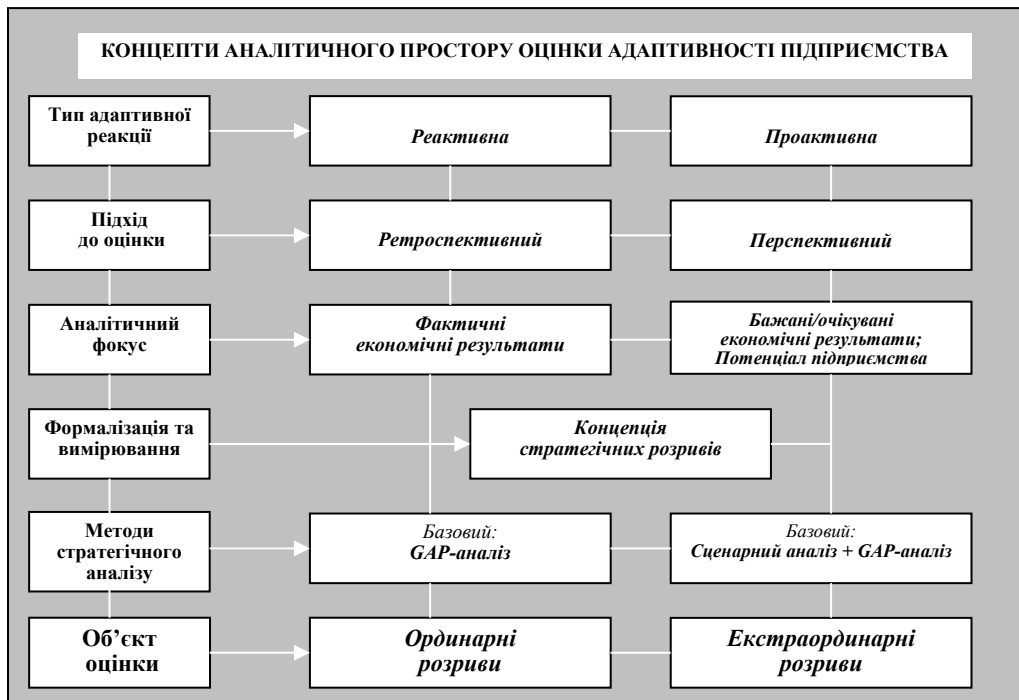 КОНЦЕПТИ АНАЛІТИЧНОГО ПРОСТОРУ ОЦІНКИ АДАПТИВНОСТІ ПІДПРИЄМСТВА
Тип адаптивної
реакції
Реактивна
Проактивна
Підхід
до оцінки
Ретроспективний
Перспективний
Аналітичний
фокус
Фактичні
економічні результати
Бажані/очікувані
економічні результати;
Потенціал підприємства
Формалізація та
вимірювання
Концепція
стратегічних розривів
Методи
стратегічного
аналізу
Базовий:
GAP-аналіз
Базовий:
Сценарний аналіз + GAP-аналіз
Об’єкт
оцінки
Ординарні
розриви
Екстраординарні
розриви